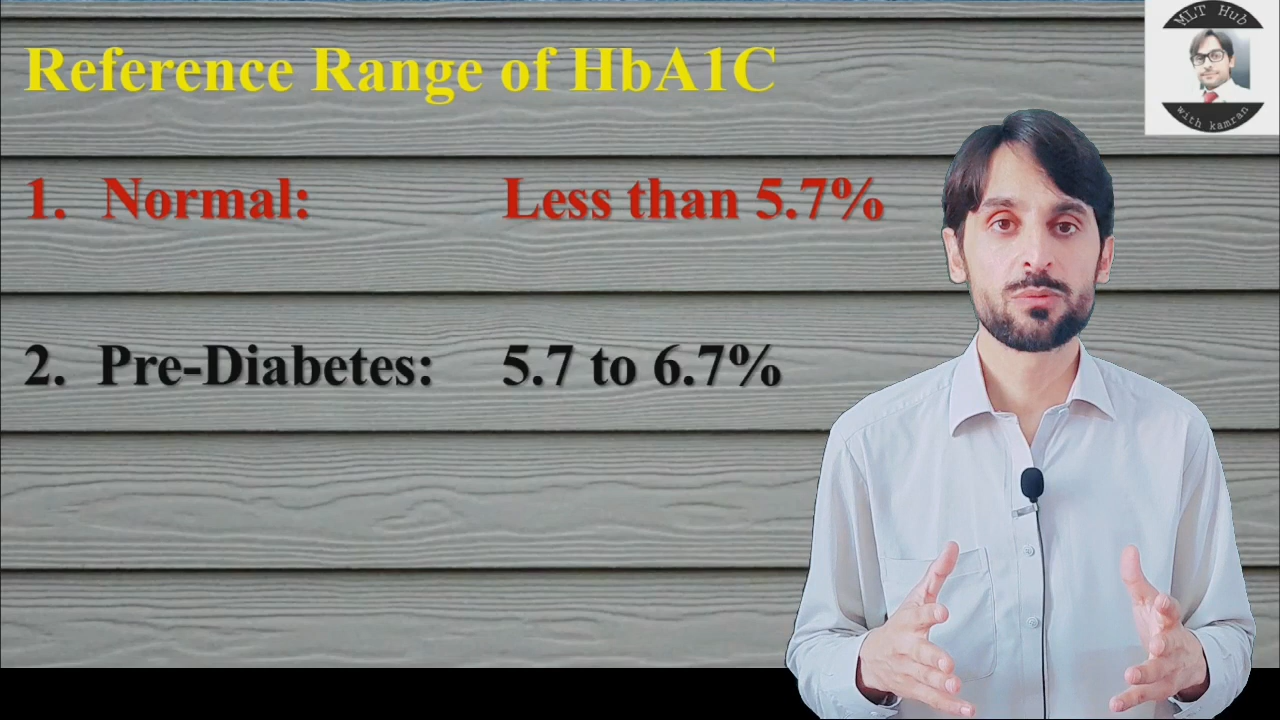 MLT Hub
with kamran
Reference Range of HbA1C
1. Normal: Less than 5.7%
2. Pre-Diabetes: 5.7 to 6.7%